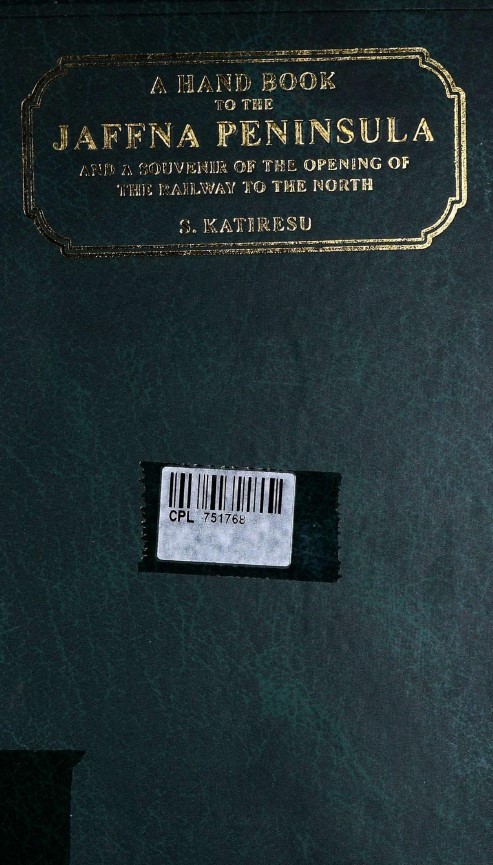 A HAND BOOK
TO THE
JAFFNA PENINSULA
AND A SOUVENIR OF THE OPENING OF
THE RAILWAY TO THE NORTH
S. KATIRESU
CPL 751768